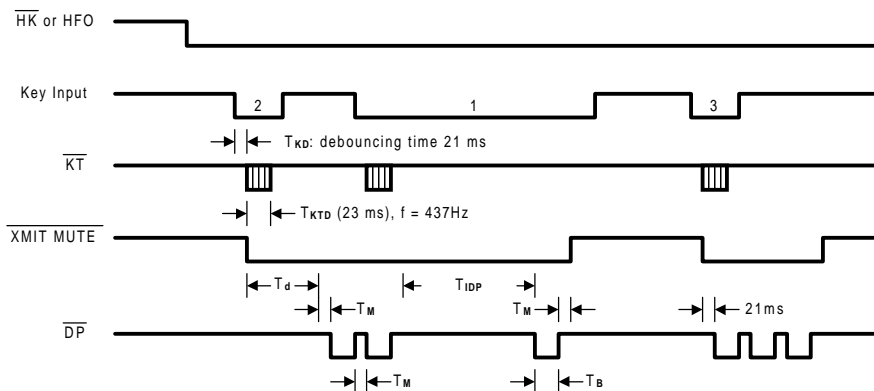 HK or HFO
Key Input
2
1
3
TKD: debouncing time 21 ms
KT
TKTD (23 ms), f = 437Hz
XMIT MUTE
Td
TIDP
TM
TM
21ms
DP
TM
TB